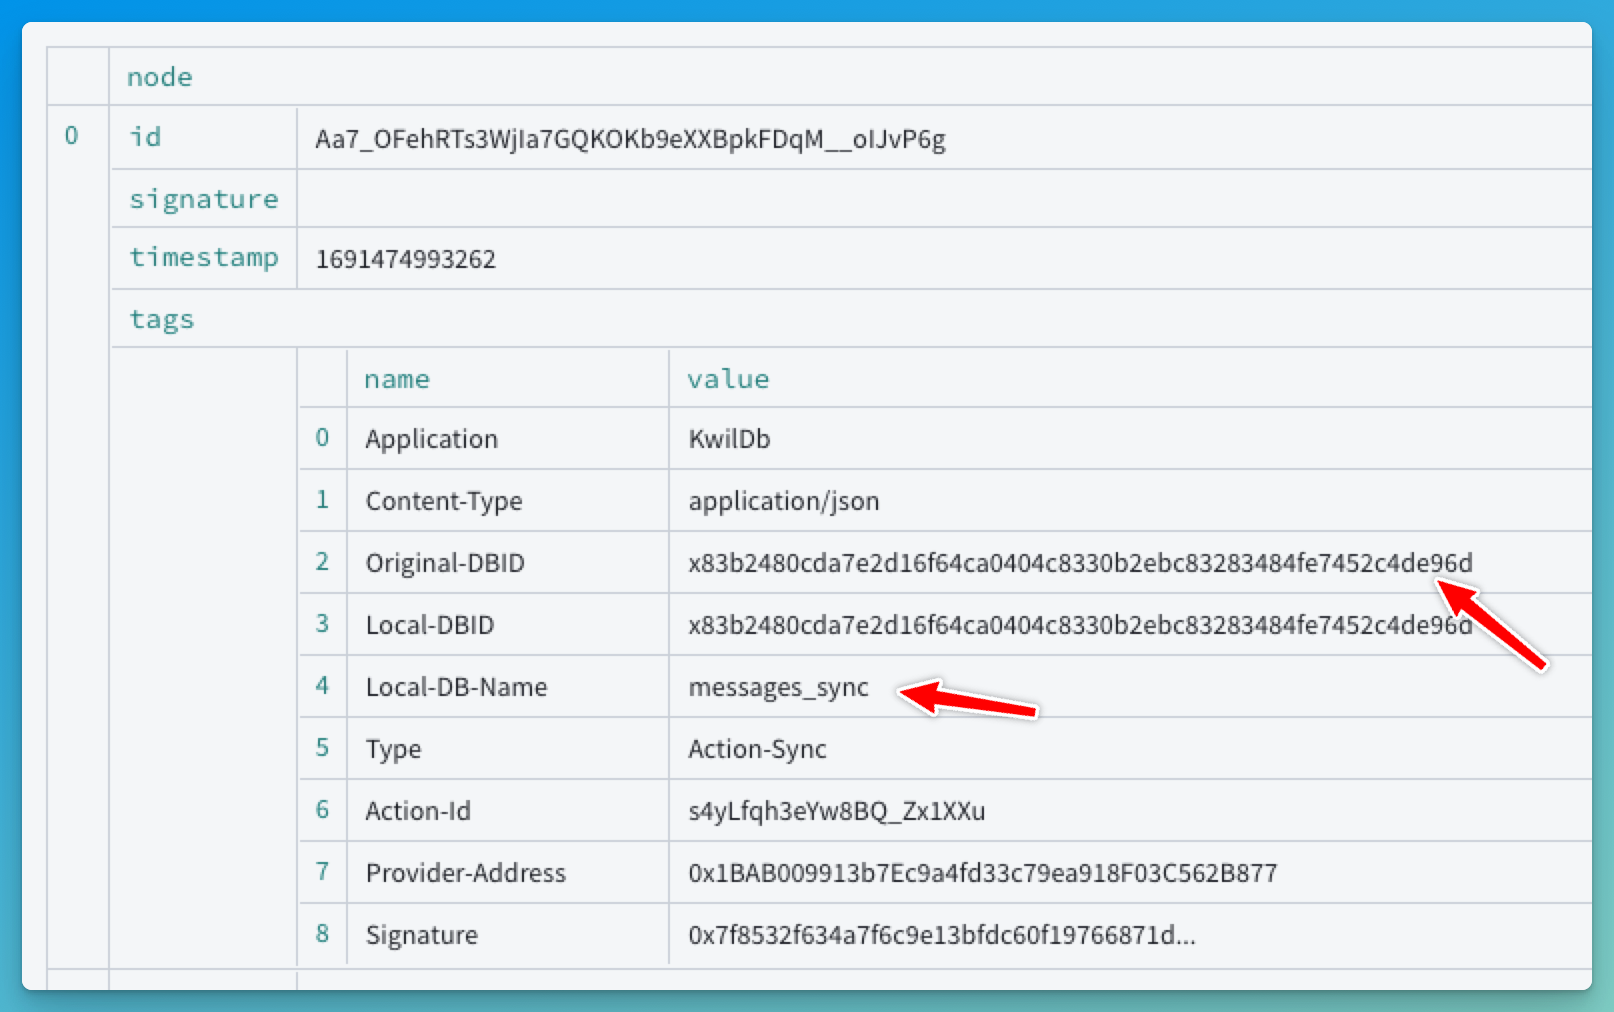 node
0 id Aa7_OFehRTs3WjIa7GQKOKb9eXXBpkFDqM__oIJvP6g
signature
timestamp 1691474993262
tags
name value
0 Application KwilDb
1 Content-Type application/json
2 Original-DBID x83b2480cda7e2d16f64ca0404c8330b2ebc83283484fe7452c4de96d
3 Local-DBID x83b2480cda7e2d16f64ca0404c8330b2ebc83283484fe7452c4de96d
4 Local-DB-Name messages_sync
5 Type Action-Sync
6 Action-Id s4yLfqh3eYw8BQ_Zx1XXu
7 Provider-Address 0x1BAB009913b7Ec9a4fd33c79ea918F03C562B877
8 Signature 0x7f8532f634a7f6c9e13bfdc60f19766871d...